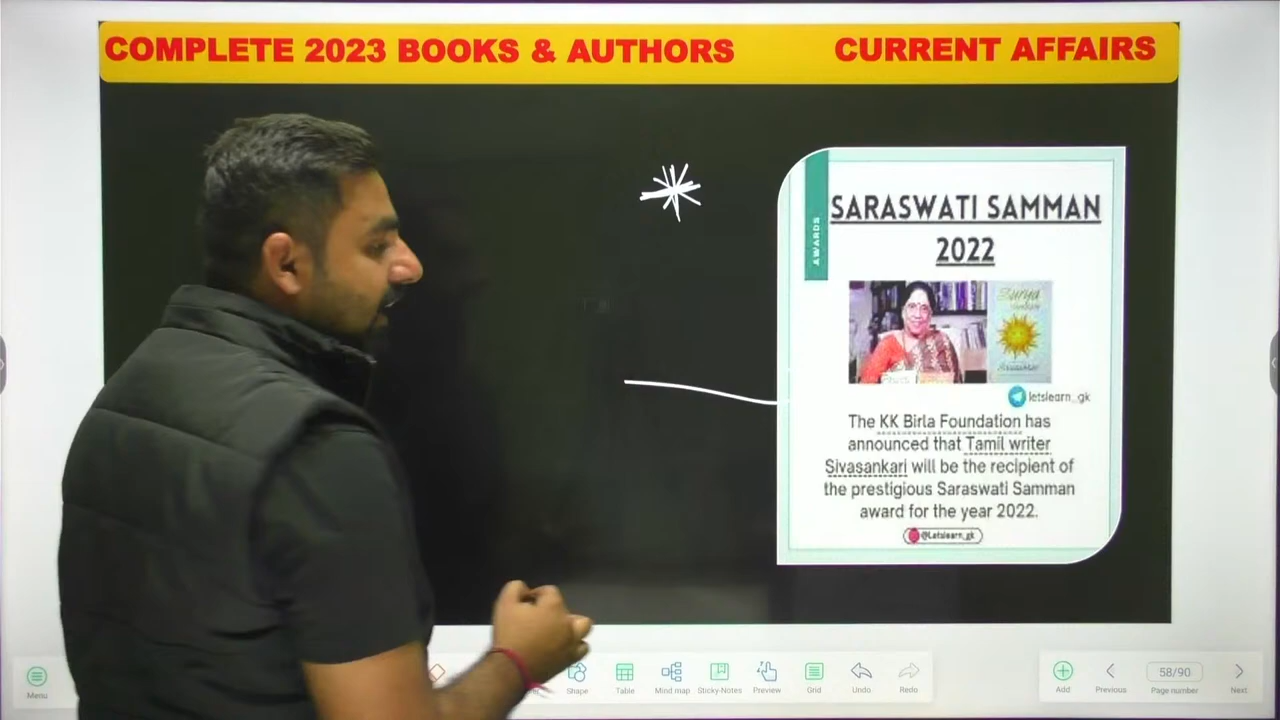 COMPLETE 2023 BOOKS & AUTHORS CURRENT AFFAIRS
AWARDS
SARASWATI SAMMAN
2022
Surya
letslearn_gk
The KK Birla Foundation has
announced that Tamil writer
Sivasankari will be the recipient of
the prestigious Saraswati Samman
award for the year 2022.
@Letslearn_gk
Menu
Shape
Table
Mind map
Sticky-Notes
Preview
Grid
Undo
Redo
Add
Previous
58/90
Page number
Next